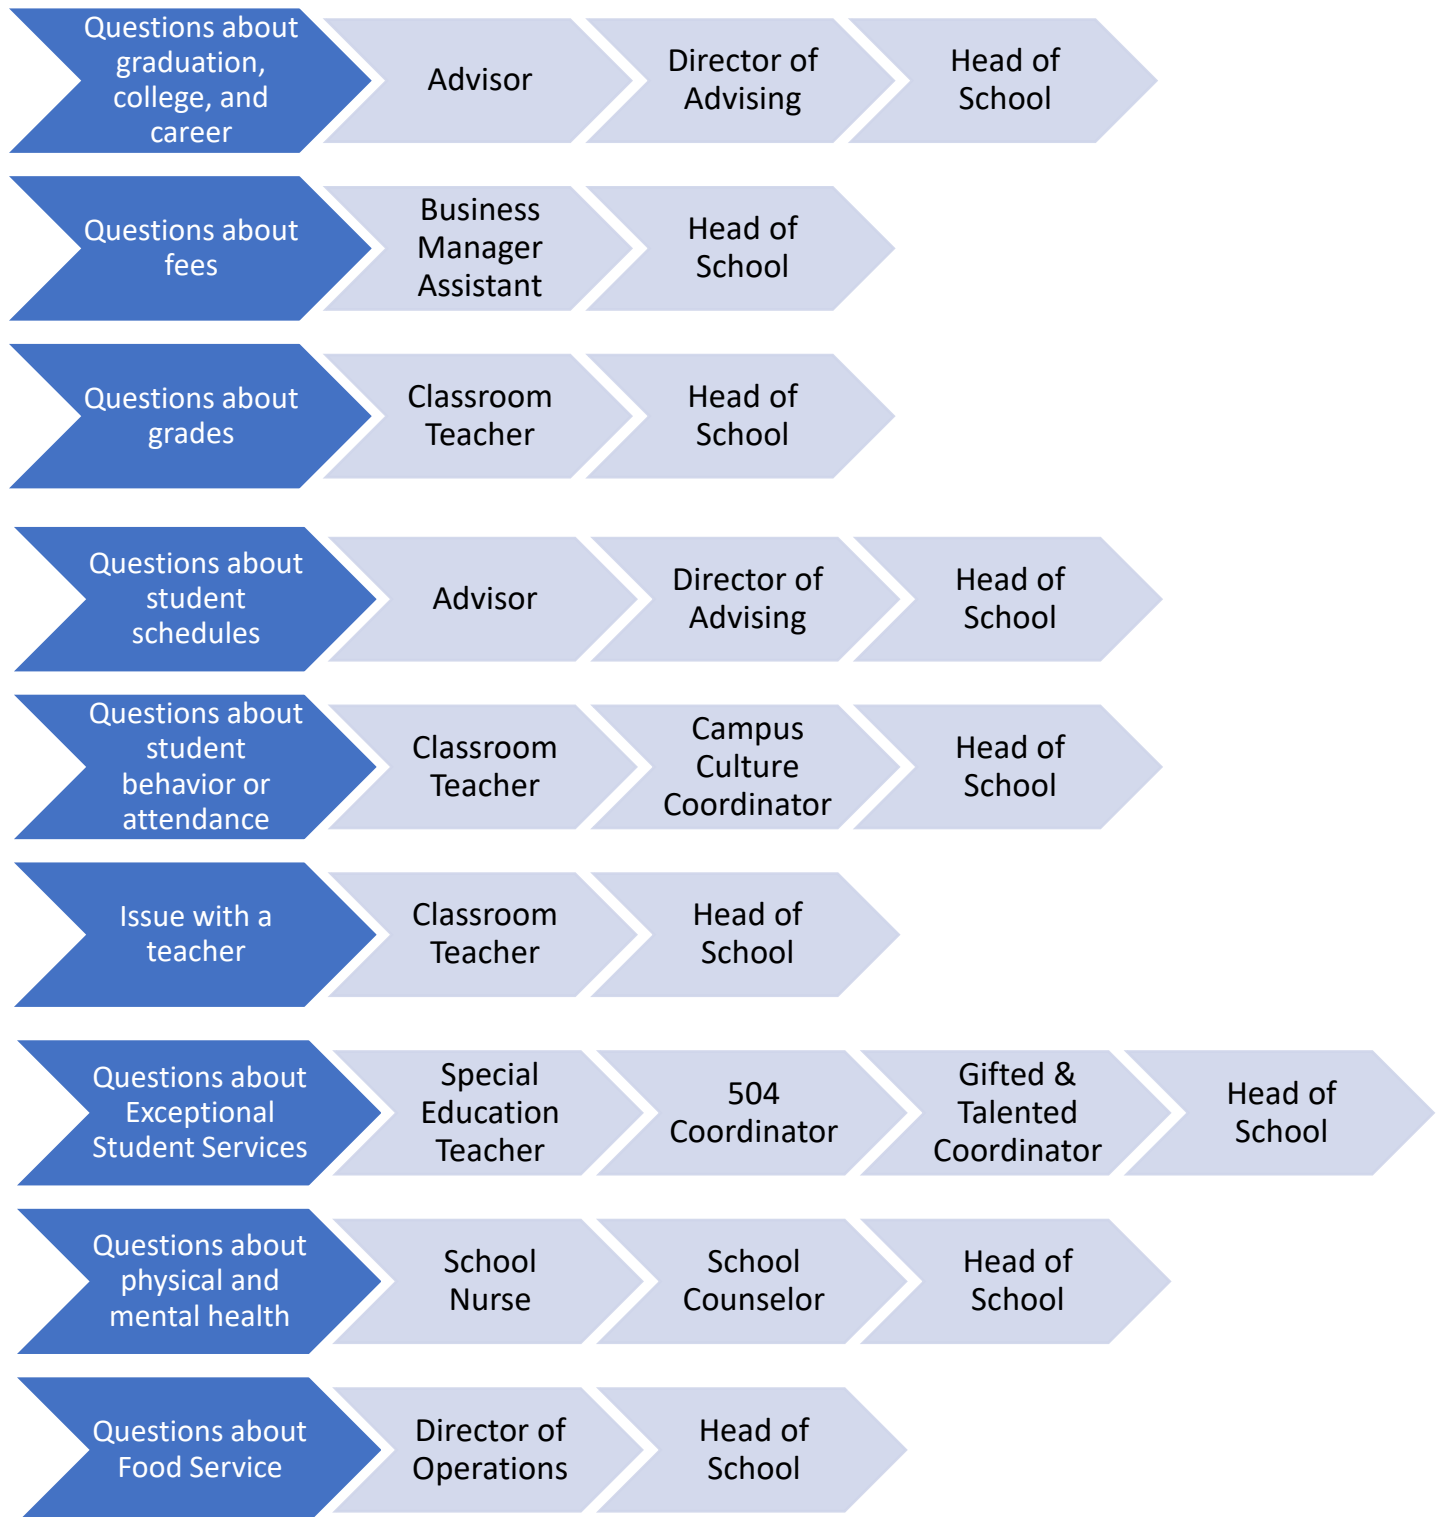 Questions about
graduation,
college, and
career
Advisor
Director of
Advising
Head of
School
Questions about
fees
Business
Manager
Assistant
Head of
School
Questions about
grades
Classroom
Teacher
Head of
School
Questions about
student
schedules
Advisor
Director of
Advising
Head of
School
Questions about
student
behavior or
attendance
Classroom
Teacher
Campus
Culture
Coordinator
Head of
School
Issue with a
teacher
Classroom
Teacher
Head of
School
Questions about
Exceptional
Student Services
Special
Education
Teacher
504
Coordinator
Gifted &
Talented
Coordinator
Head of
School
Questions about
physical and
mental health
School
Nurse
School
Counselor
Head of
School
Questions about
Food Service
Director of
Operations
Head of
School